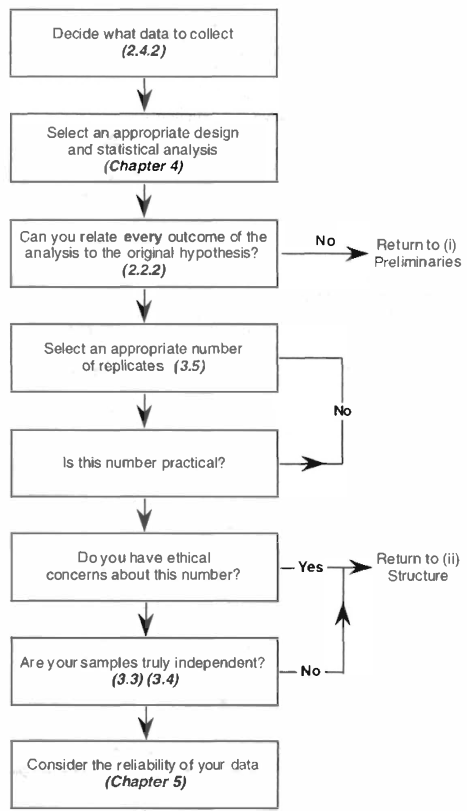 Decide what data to collect
(2.4.2)
Select an appropriate design
and statistical analysis
(Chapter 4)
Can you relate every outcome of the
analysis to the original hypothesis?
(2.2.2)
No
Return to (i)
Preliminaries
Select an appropriate number
of replicates (3.5)
No
Is this number practical?
Do you have ethical
concerns about this number?
Yes
Return to (ii)
Structure
Are your samples truly independent?
(3.3) (3.4)
No
Consider the reliability of your data
(Chapter 5)